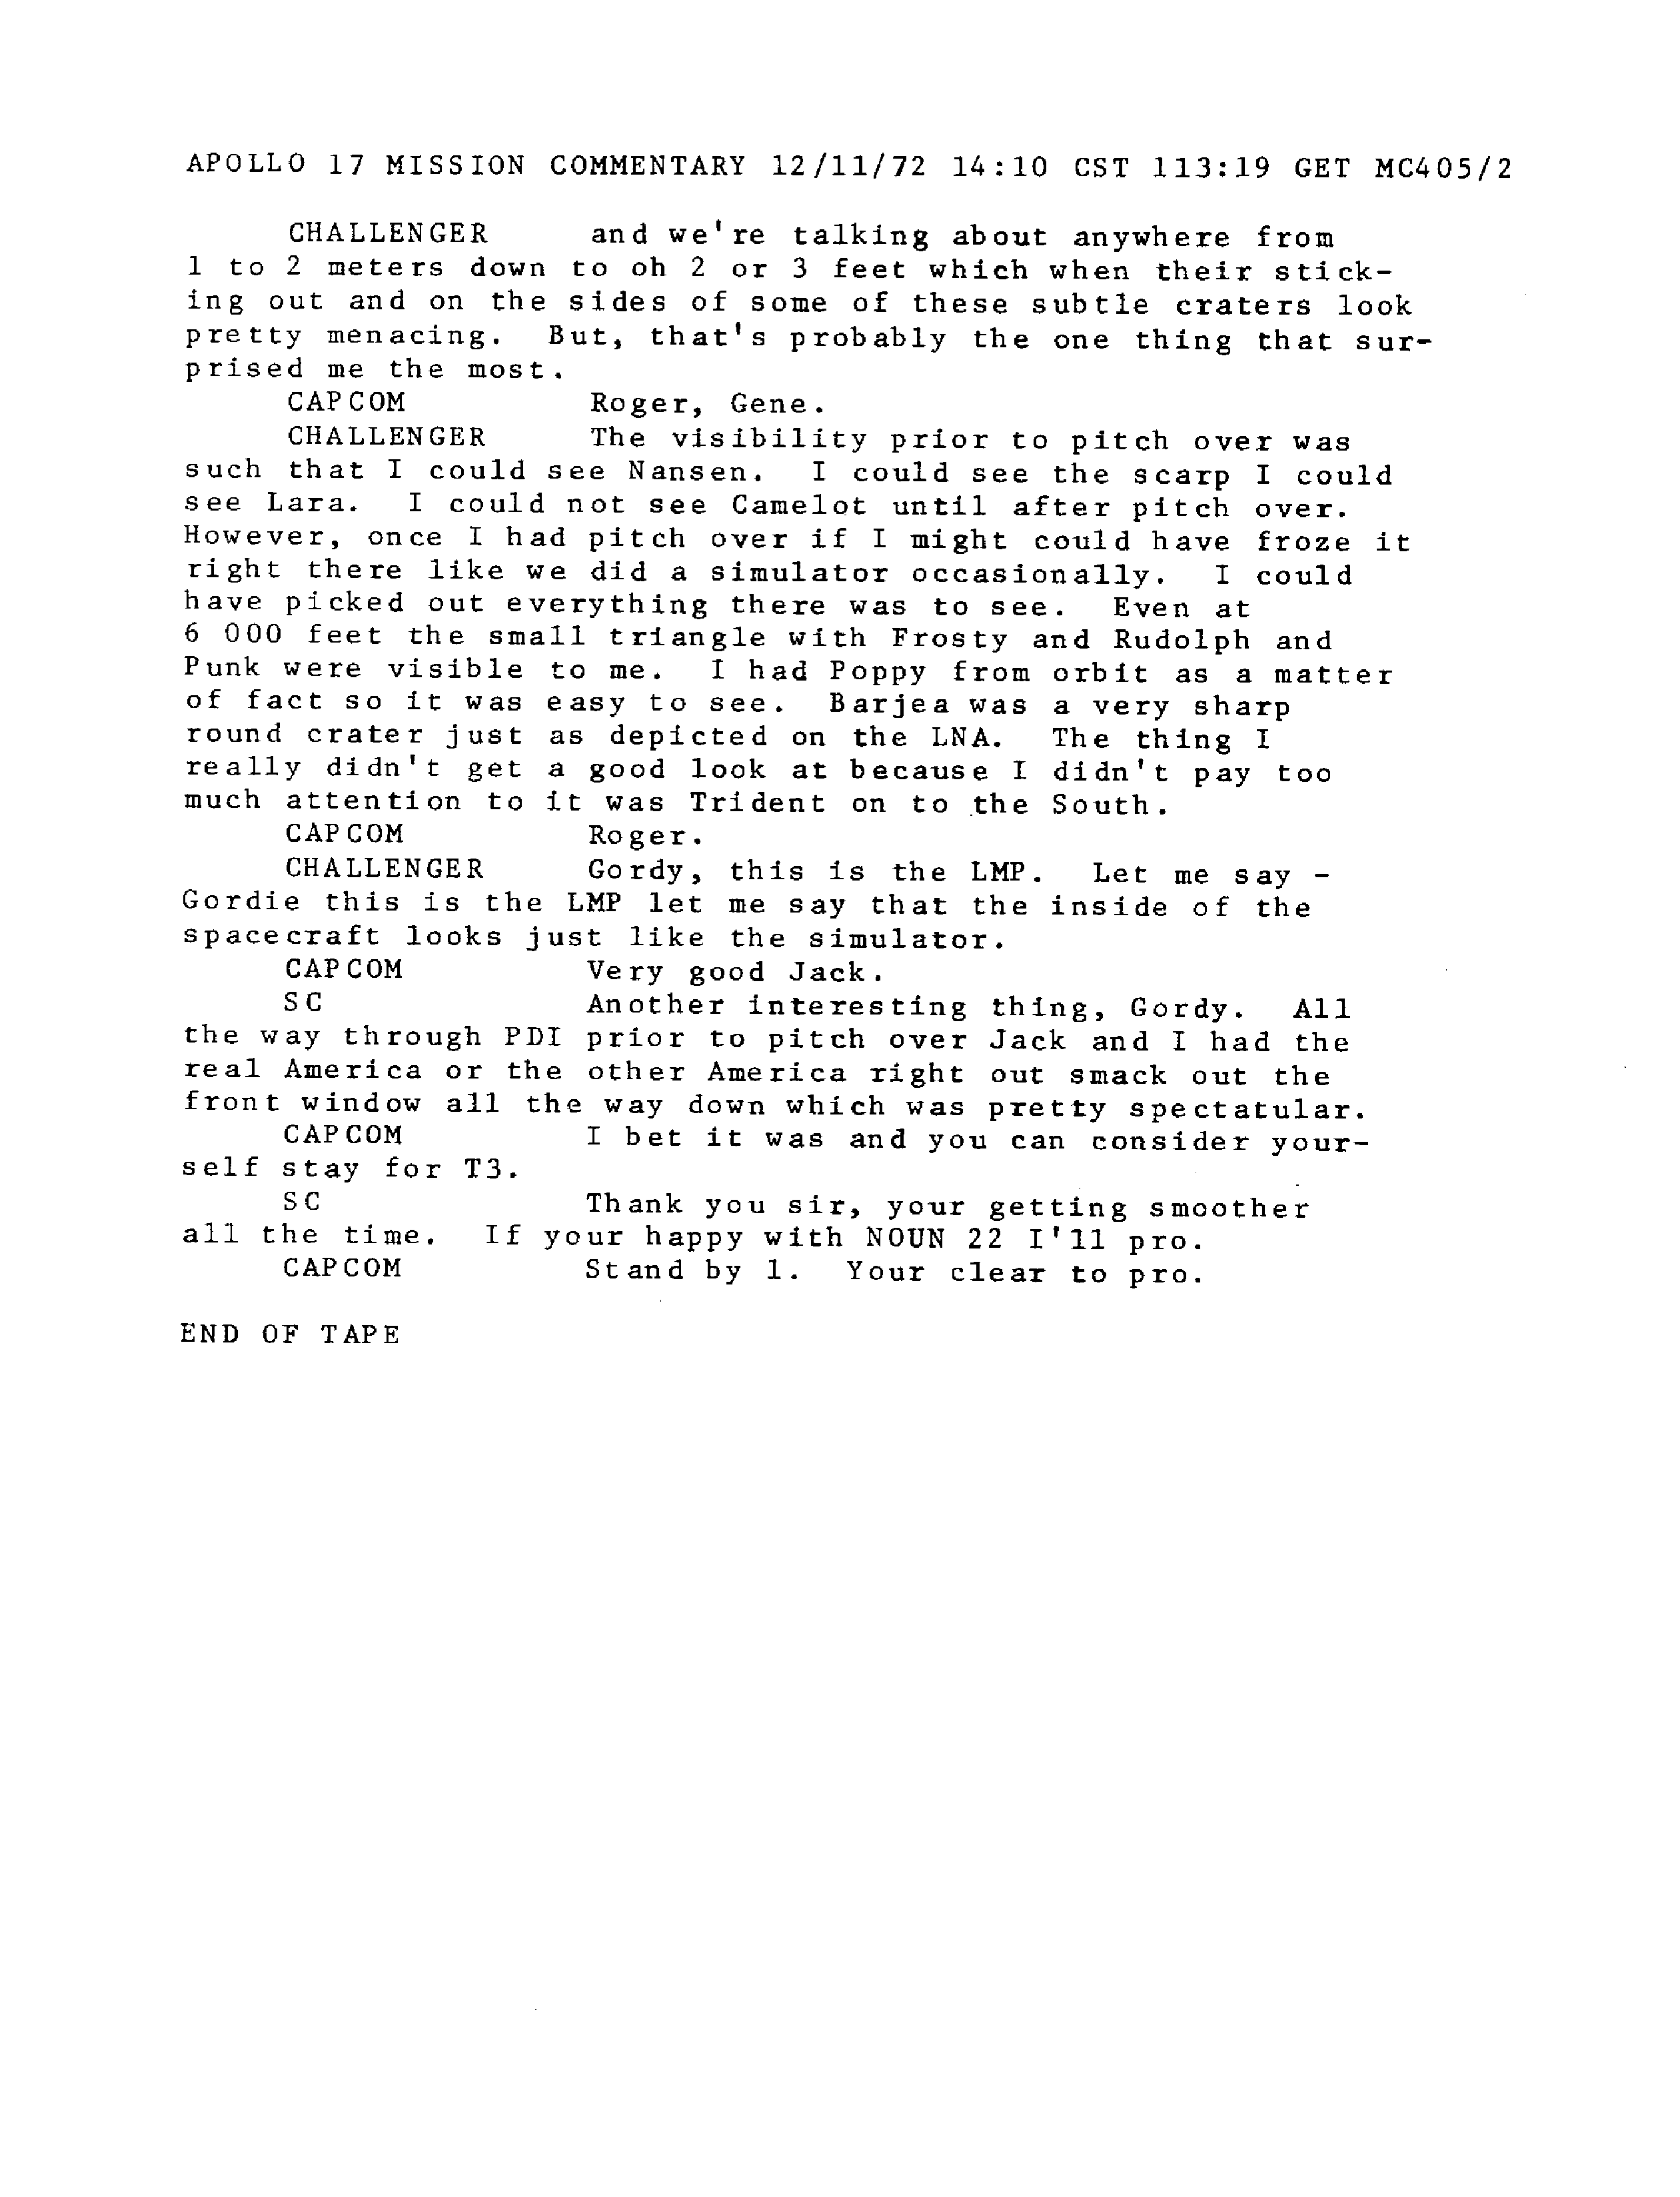 APOLLO 17 MISSION COMMENTARY 12/11/72 14:10 CST 113:19 GET MC405/2
CHALLENGER and we're talking about anywhere from
1 to 2 meters down to oh 2 or 3 feet which when their stick-
ing out and on the sides of some of these subtle craters look
pretty menacing. But, that's probably the one thing that sur-
prised me the most.
CAPCOM Roger, Gene.
CHALLENGER The visibility prior to pitch over was
such that I could see Nansen. I could see the scarp I could
see Lara. I could not see Camelot until after pitch over.
However, once I had pitch over if I might could have froze it
right there like we did a simulator occasionally. I could
have picked out everything there was to see. Even at
6 000 feet the small triangle with Frosty and Rudolph and
Punk were visible to me. I had Poppy from orbit as a matter
of fact so it was easy to see. Barjea was a very sharp
round crater just as depicted on the LNA. The thing I
really didn't get a good look at because I didn't pay too
much attention to it was Trident on to the South.
CAPCOM Roger.
CHALLENGER Gordy, this is the LMP. Let me say -
Gordie this is the LMP let me say that the inside of the
spacecraft looks just like the simulator.
CAPCOM Very good Jack.
SC Another interesting thing, Gordy. All
the way through PDI prior to pitch over Jack and I had the
real America or the other America right out smack out the
front window all the way down which was pretty spectatular.
CAPCOM I bet it was and you can consider your-
self stay for T3.
SC Thank you sir, your getting smoother
all the time. If your happy with NOUN 22 I'll pro.
CAPCOM Stand by 1. Your clear to pro.
END OF TAPE